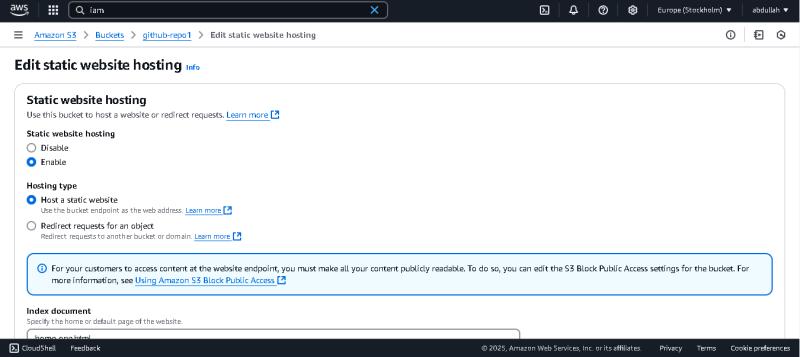 aws
iam
Europe (Stockholm)
abdullah
Amazon S3 > Buckets > github-repo1 > Edit static website hosting
Edit static website hosting Info
Static website hosting
Use this bucket to host a website or redirect requests. Learn more
Static website hosting
Disable
Enable
Hosting type
Host a static website
Use the bucket endpoint as the web address. Learn more
Redirect requests for an object
Redirect requests to another bucket or domain. Learn more
For your customers to access content at the website endpoint, you must make all your content publicly readable. To do so, you can edit the S3 Block Public Access settings for the bucket. For
more information, see Using Amazon S3 Block Public Access
Index document
Specify the home or default page of the website.
CloudShell Feedback © 2025, Amazon Web Services, Inc. or its affiliates. Privacy Terms Cookie preferences